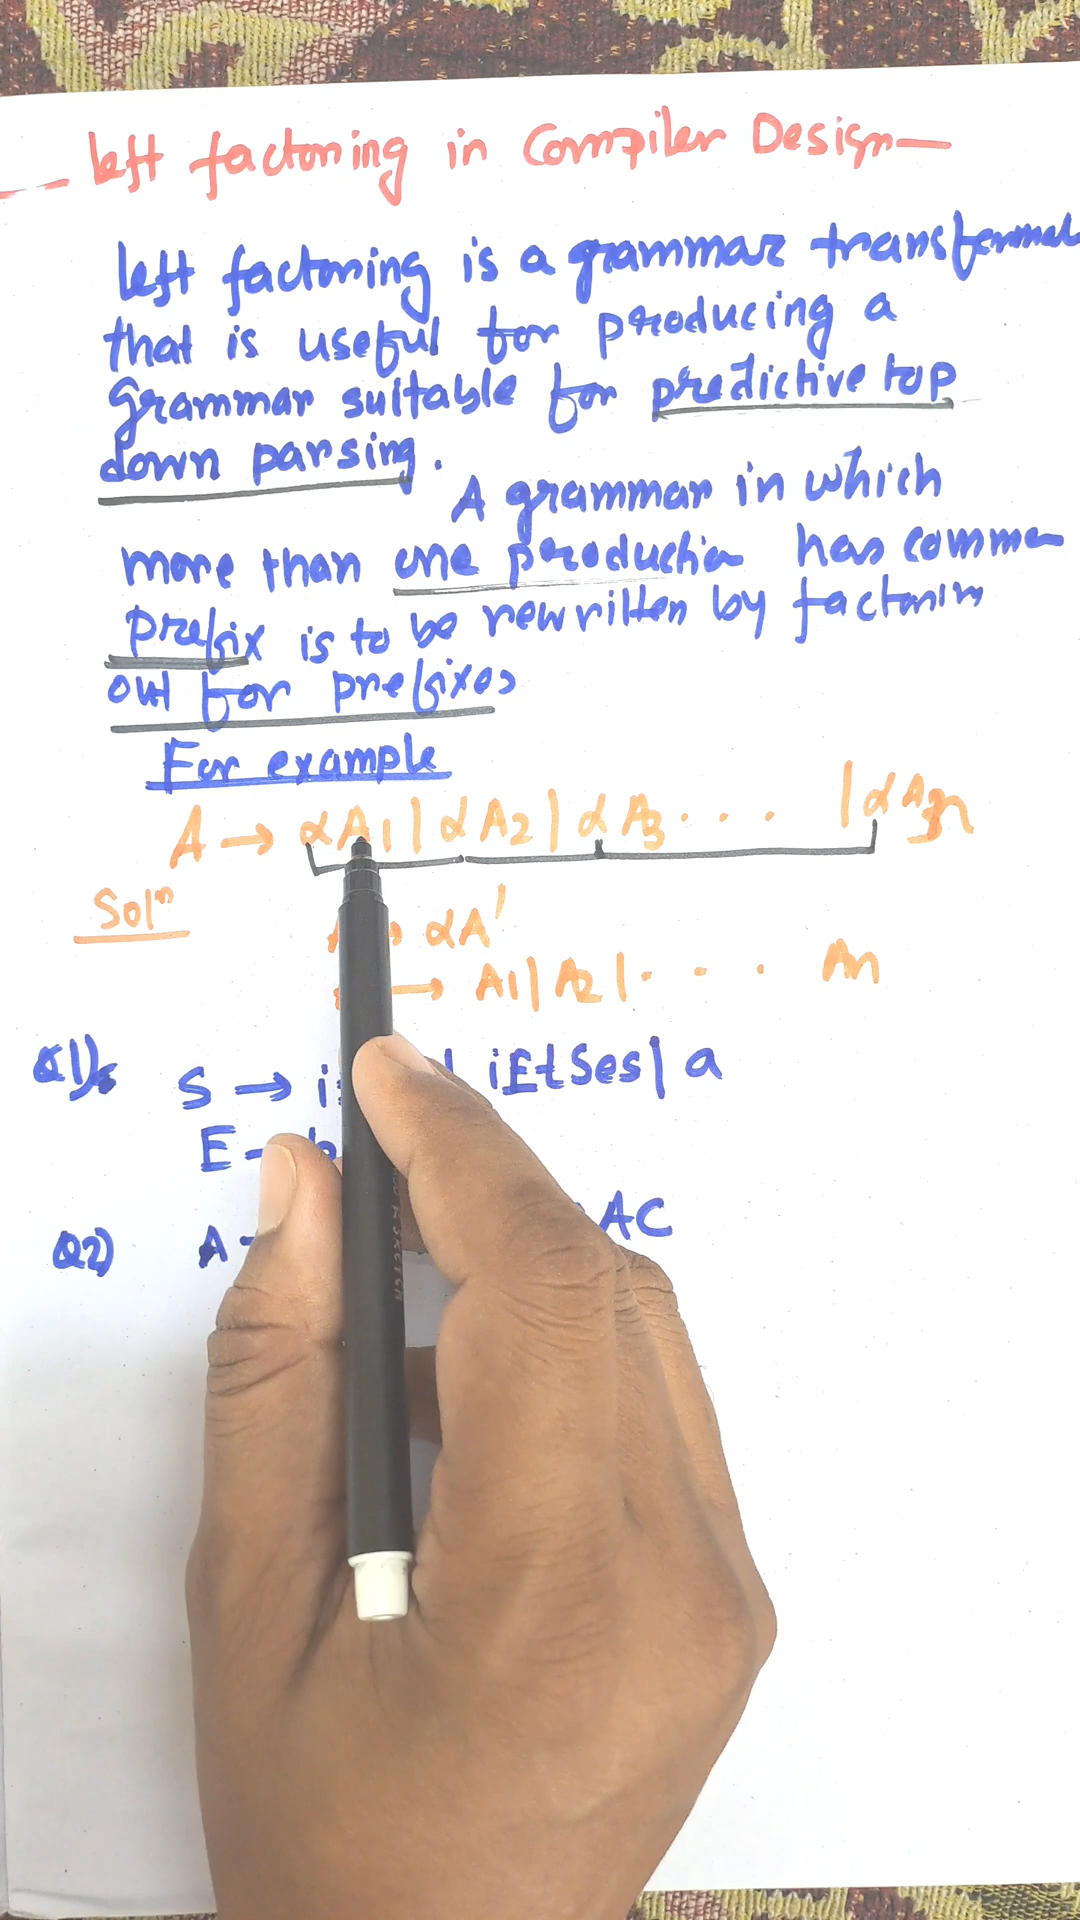 left factoring in Compiler Design
left factoring is a grammar transformat
that is useful for producing a
Grammar suitable for predictive top
down parsing.
A grammar in which
more than one production has common
prefix is to be rewritten by factoring
out for prefixes
For example
A → αA1 | αA2 | αA3 . . . . | αAn
Solⁿ
→ αA'
→ A1 | A2 | . . . An
Q1)
S → i iEtSes | a
E → b
Q2) A AC